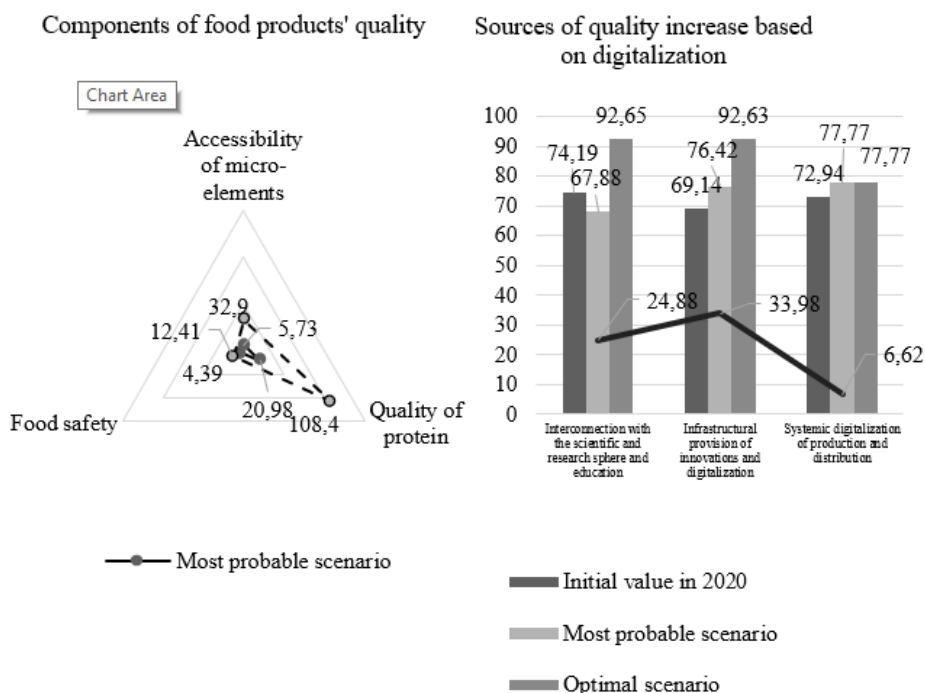 Components of food products' quality
Chart Area
Accessibility
of micro-
elements
32,9
5,73
12,41
4,39
20,98
108,4
Food safety
Quality of
protein
Most probable scenario
Sources of quality increase based
on digitalization
100
90
80
70
60
50
40
30
20
10
0
74,19
67,88
92,65
69,14
76,42
92,63
72,94
77,77
77,77
24,88
33,98
6,62
Interconnection with
the scientific and
research sphere and
education
Infrastructural
provision of
innovations and
digitalization
Systemic digitalization
of production and
distribution
Initial value in 2020
Most probable scenario
Optimal scenario